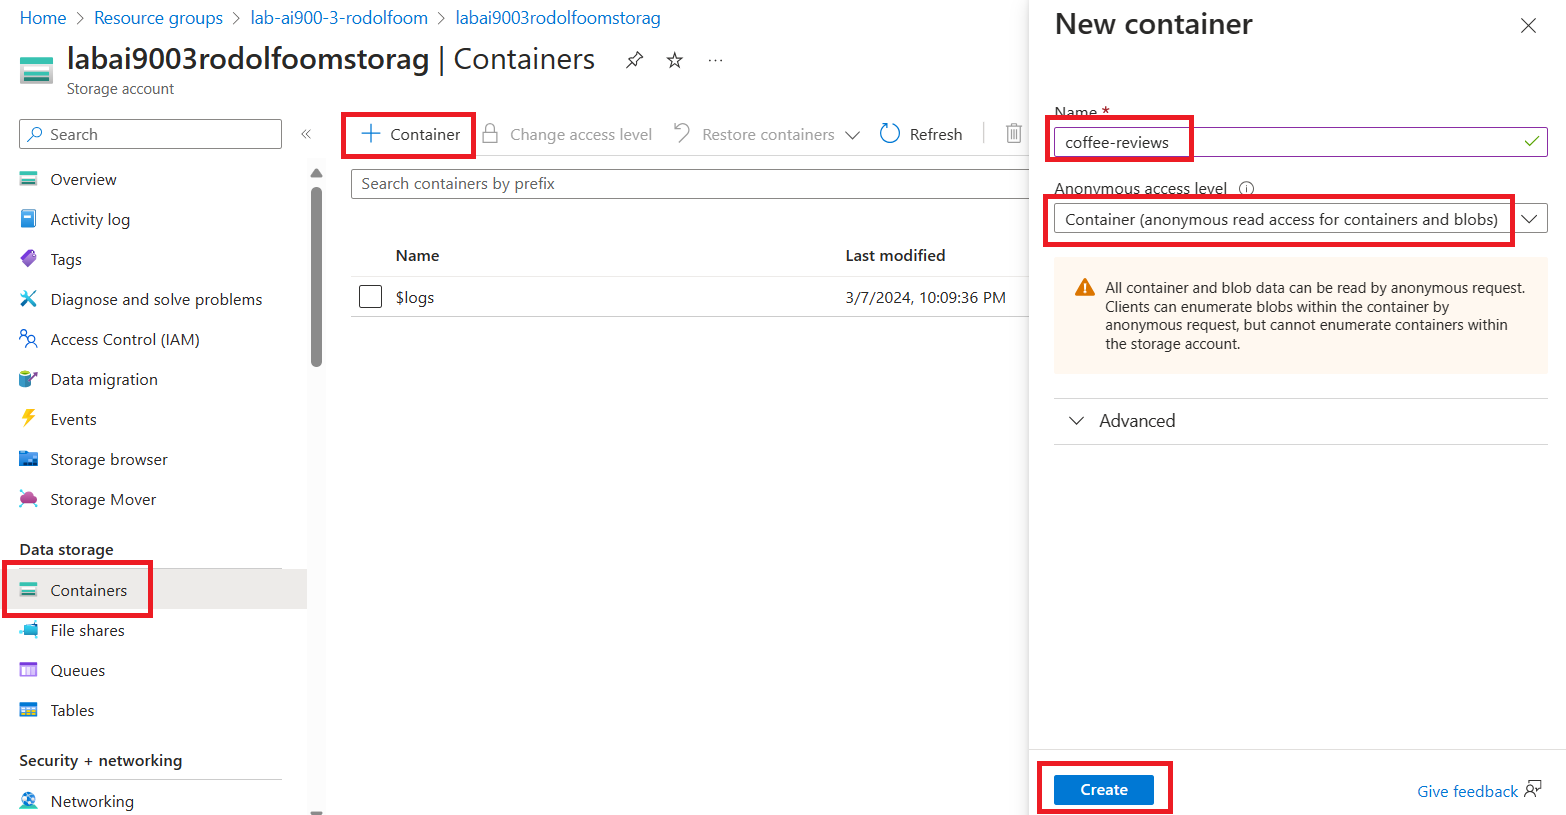 Home > Resource groups > lab-ai900-3-rodolfoom > labai9003rodolfoomstorag
labai9003rodolfoomstorag | Containers
Storage account
Search
Overview
Activity log
Tags
Diagnose and solve problems
Access Control (IAM)
Data migration
Events
Storage browser
Storage Mover
Data storage
Containers
File shares
Queues
Tables
Security + networking
Networking
+ Container
Change access level
Restore containers
Refresh
Search containers by prefix
Name Last modified
$logs 3/7/2024, 10:09:36 PM
New container
Name *
coffee-reviews
Anonymous access level
Container (anonymous read access for containers and blobs)
All container and blob data can be read by anonymous request.
Clients can enumerate blobs within the container by
anonymous request, but cannot enumerate containers within
the storage account.
Advanced
Create
Give feedback